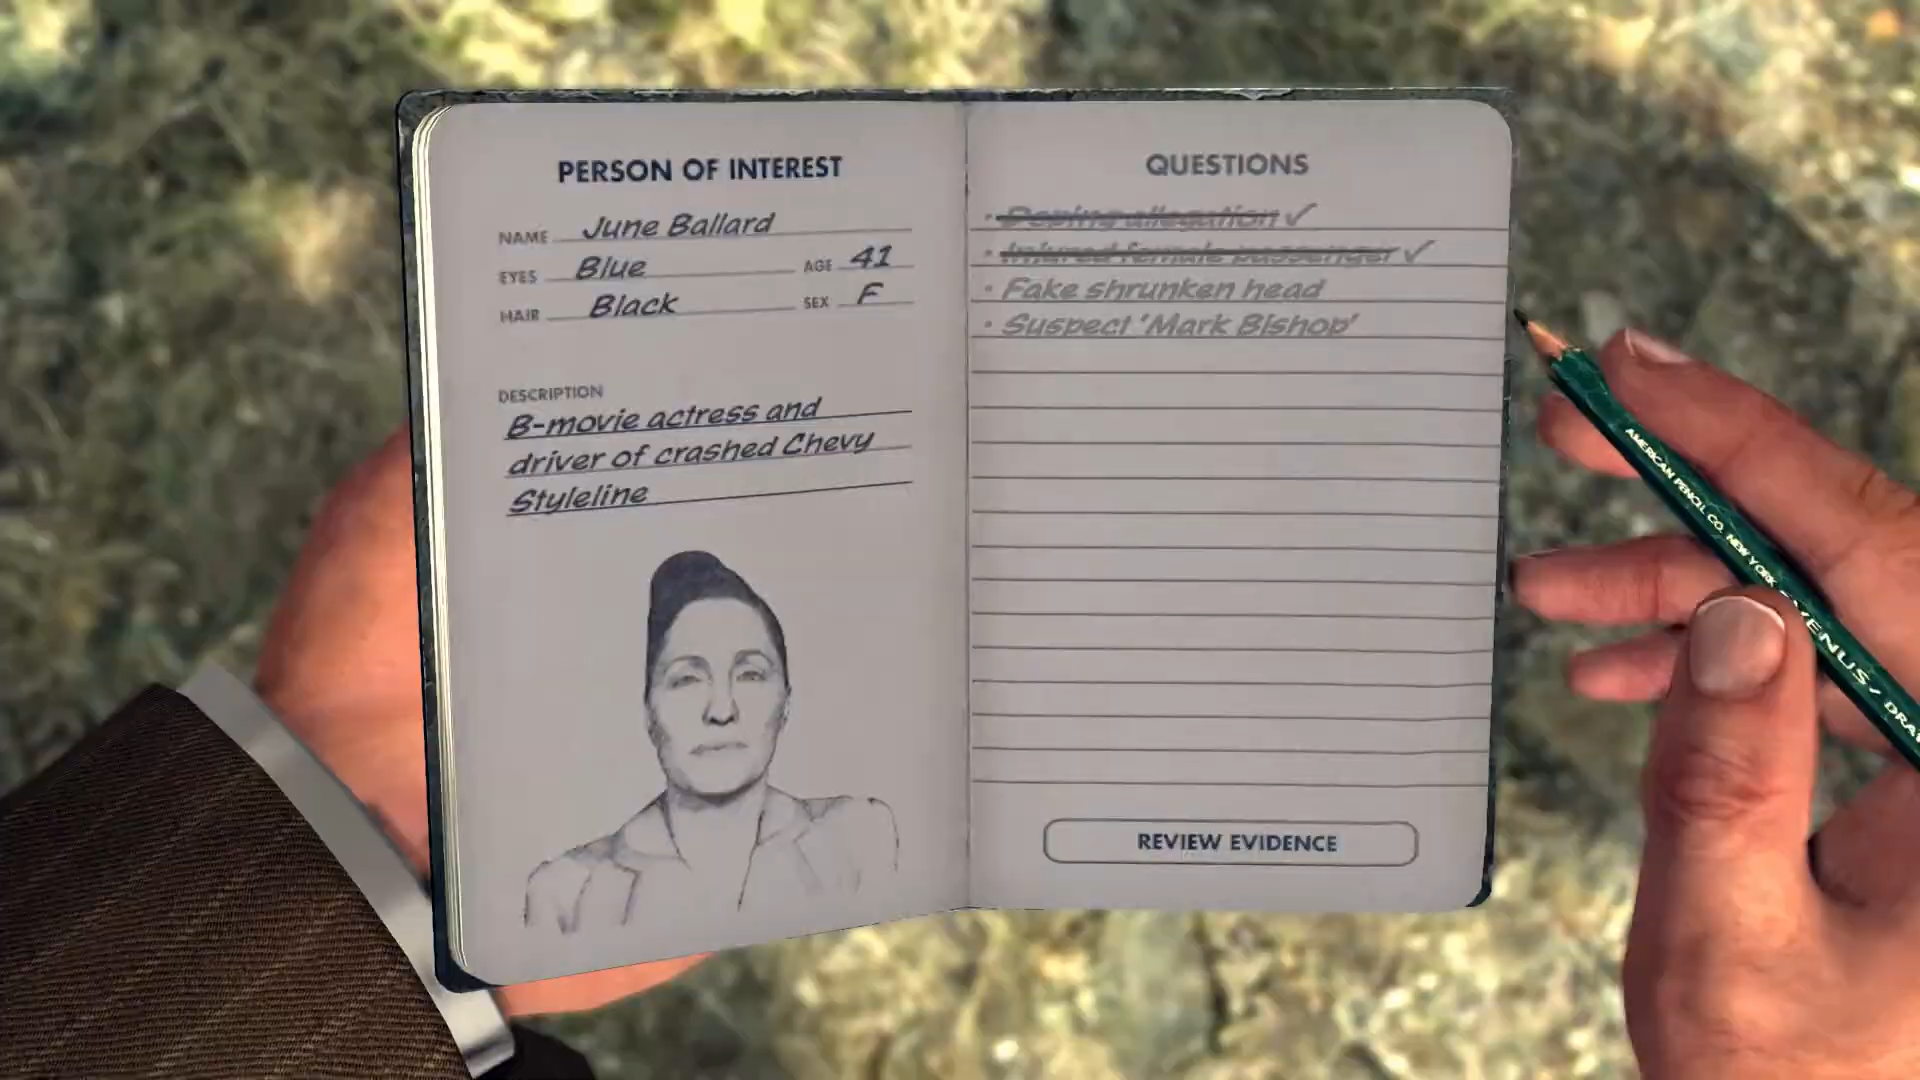 PERSON OF INTEREST
NAME June Ballard
EYES Blue AGE 41
HAIR Black SEX F
DESCRIPTION
B-movie actress and
driver of crashed Chevy
Styleline
QUESTIONS
· Doping allegation ✓
· Injured female passenger ✓
· Fake shrunken head
· Suspect 'Mark Bishop'
REVIEW EVIDENCE
AMERICAN PENCIL CO. NEW YORK VENUS / DRA